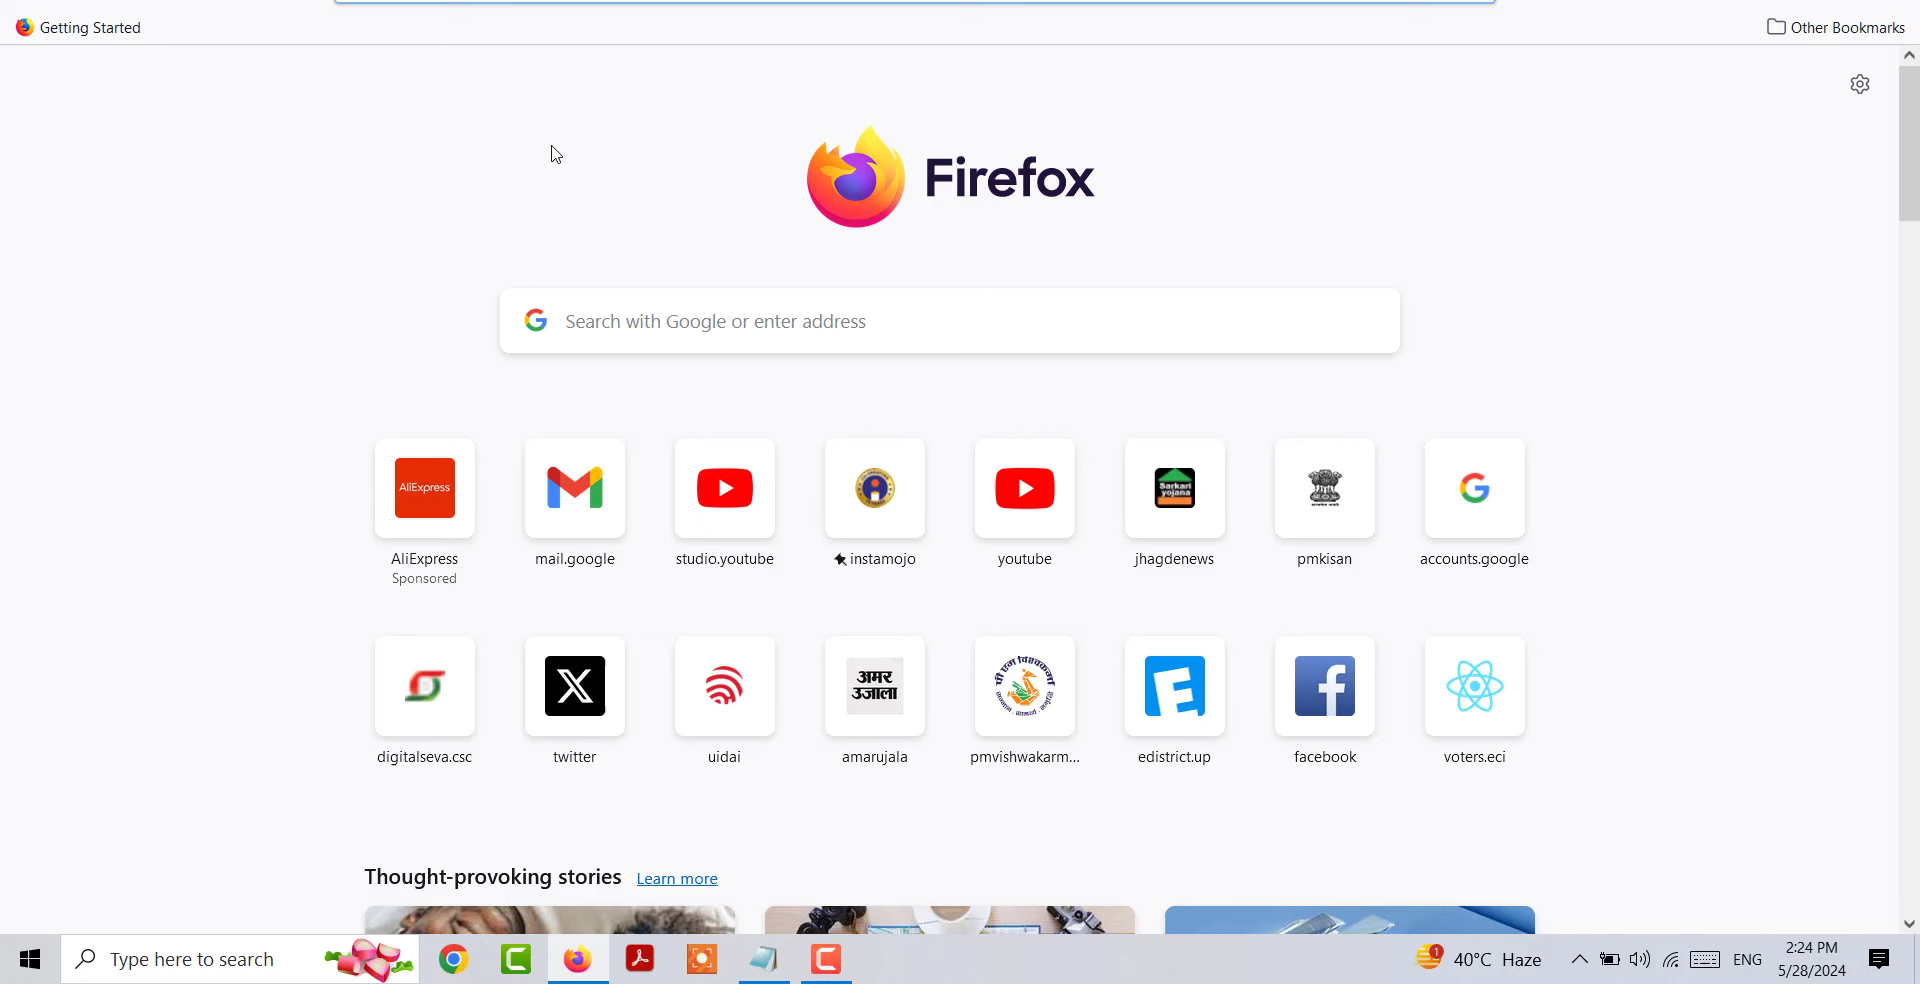 Getting Started
Other Bookmarks
Firefox
Search with Google or enter address
AliExpress
Sarkari
yojana
AliExpress
Sponsored
mail.google
studio.youtube
instamojo
youtube
jhagdenews
pmkisan
accounts.google
अमर
उजाला
पी एम विश्वकर्मा
digitalseva.csc
twitter
uidai
amarujala
pmvishwakarm...
edistrict.up
facebook
voters.eci
Thought-provoking stories Learn more
Type here to search
1
40°C Haze
ENG
2:24 PM
5/28/2024